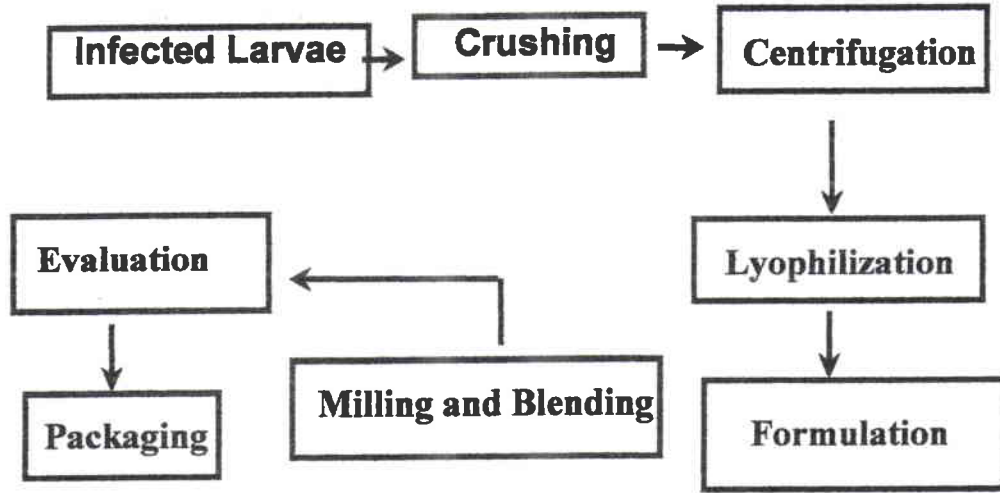 Infected Larvae
Crushing
Centrifugation
Lyophilization
Formulation
Milling and Blending
Evaluation
Packaging